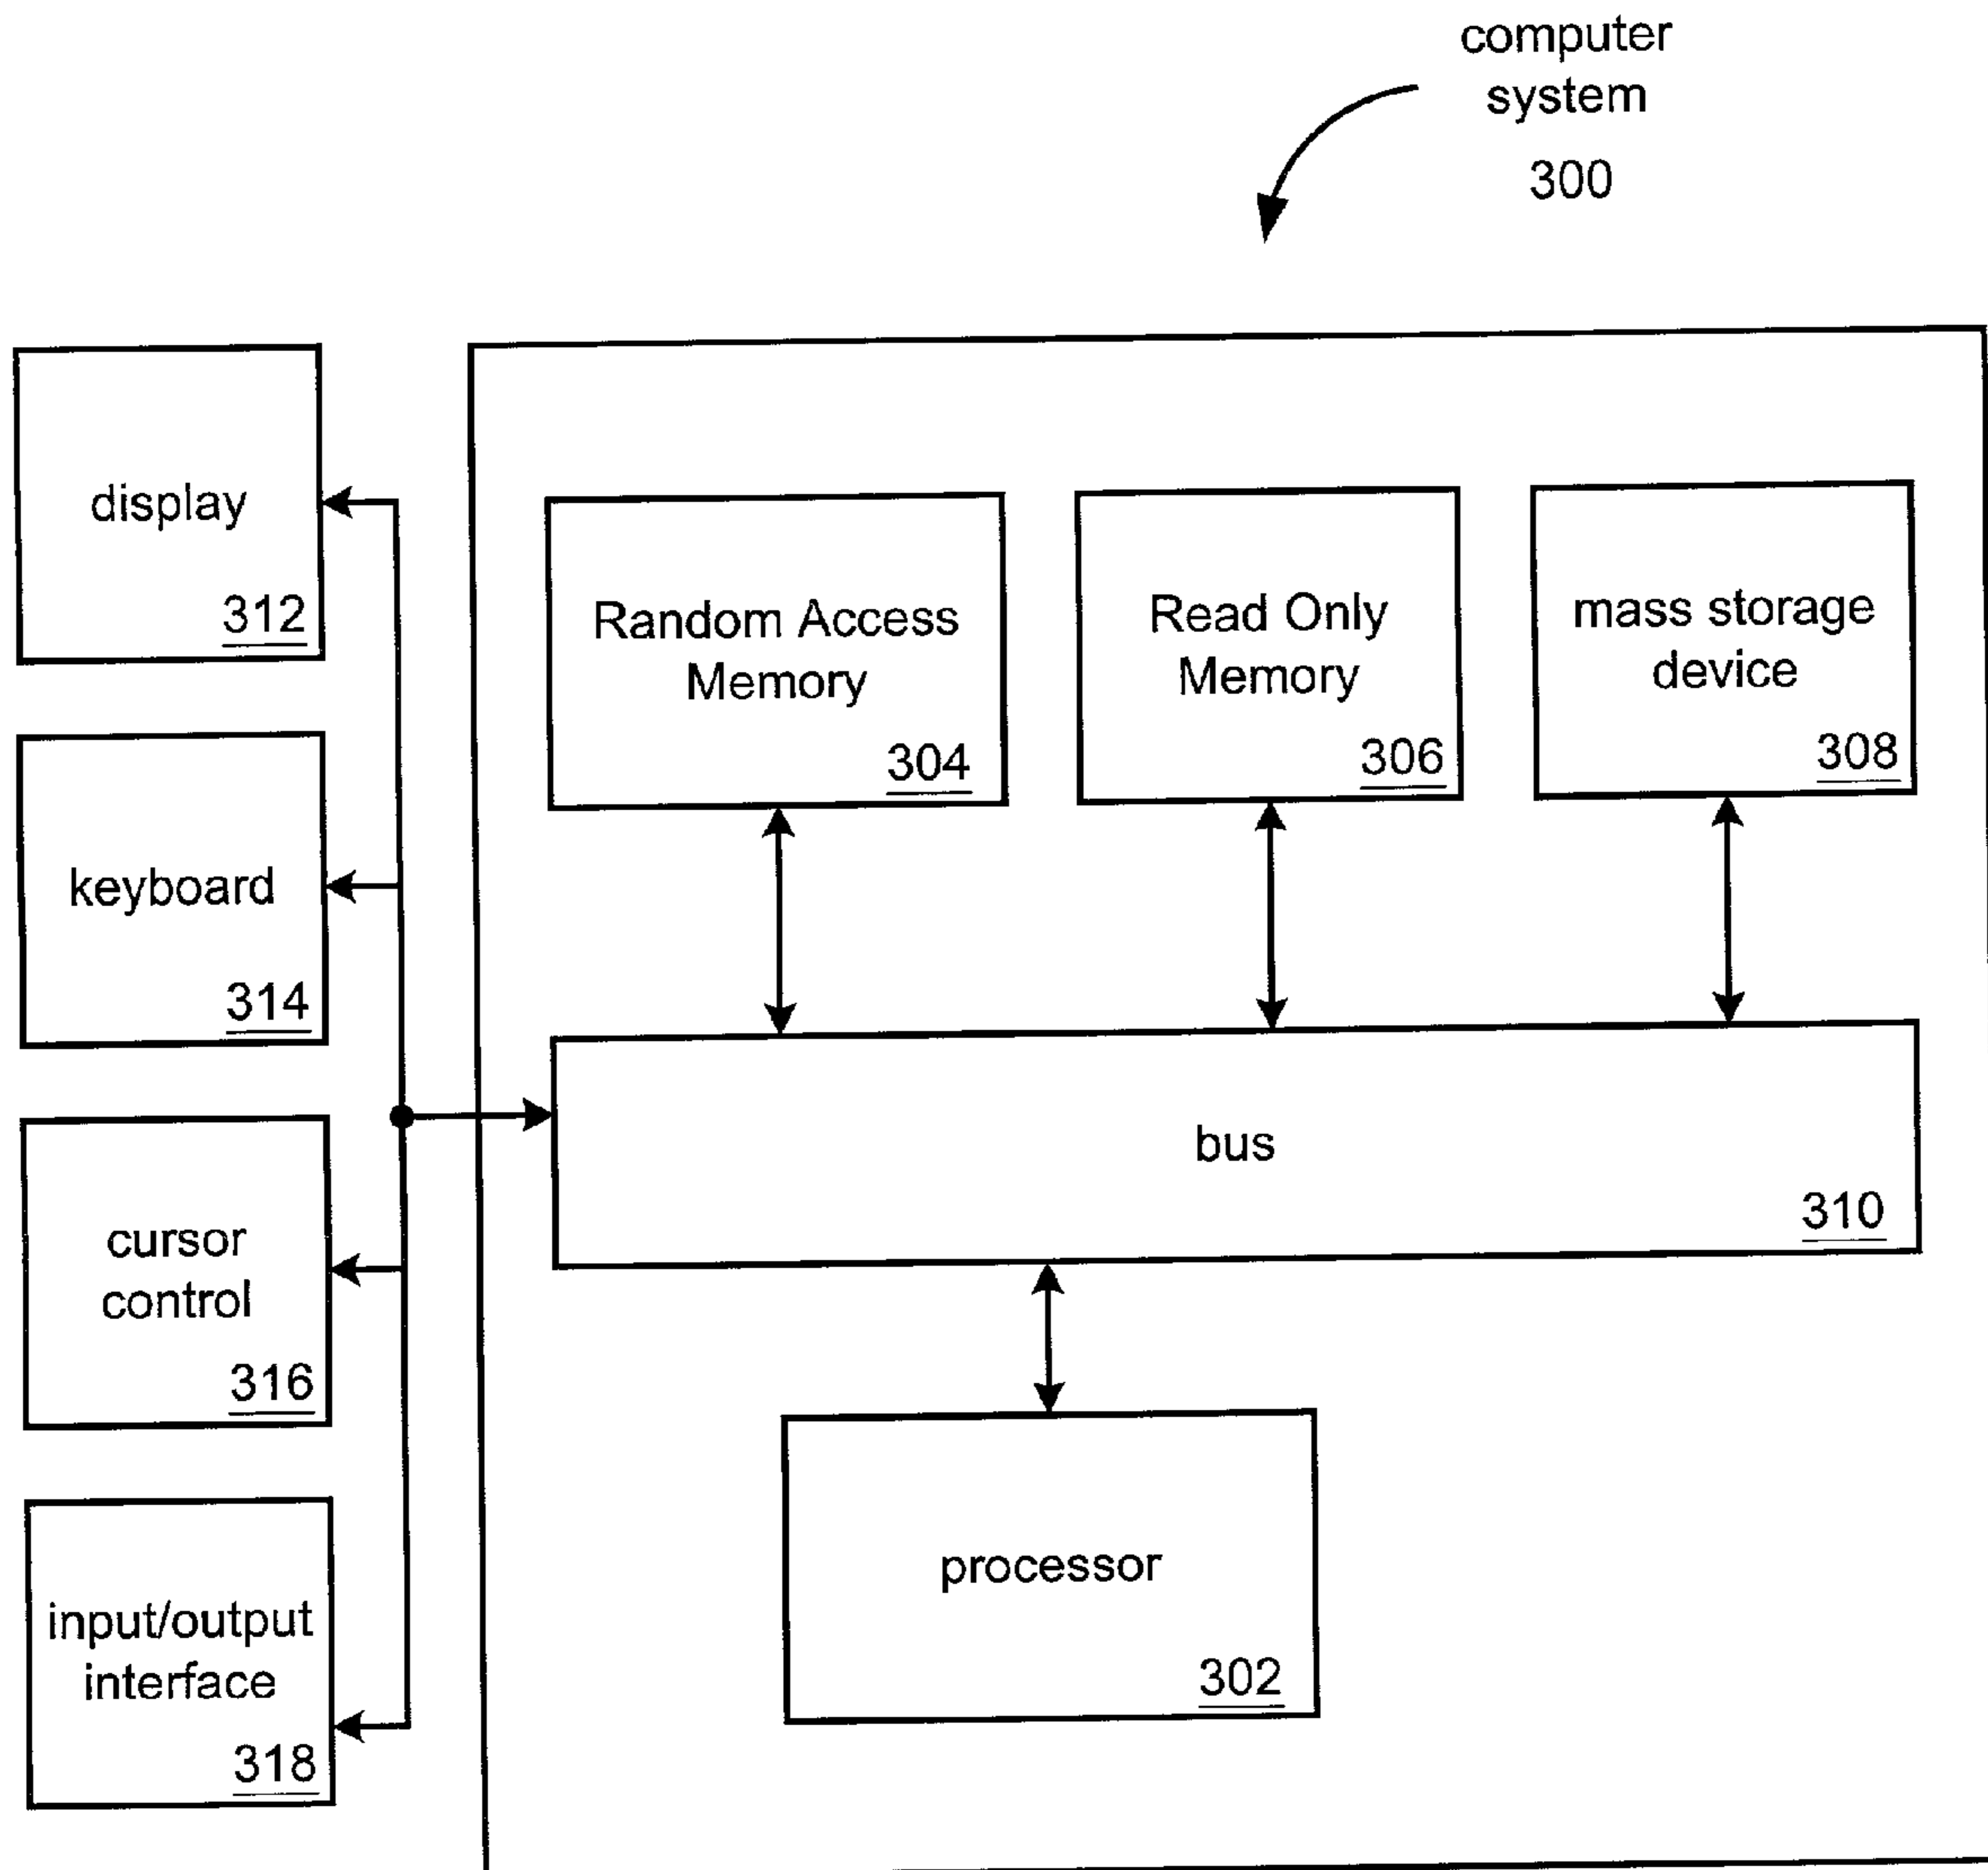 computer
system
300
display
312
keyboard
314
cursor
control
316
input/output
interface
318
Random Access
Memory
304
Read Only
Memory
306
mass storage
device
308
bus
310
processor
302